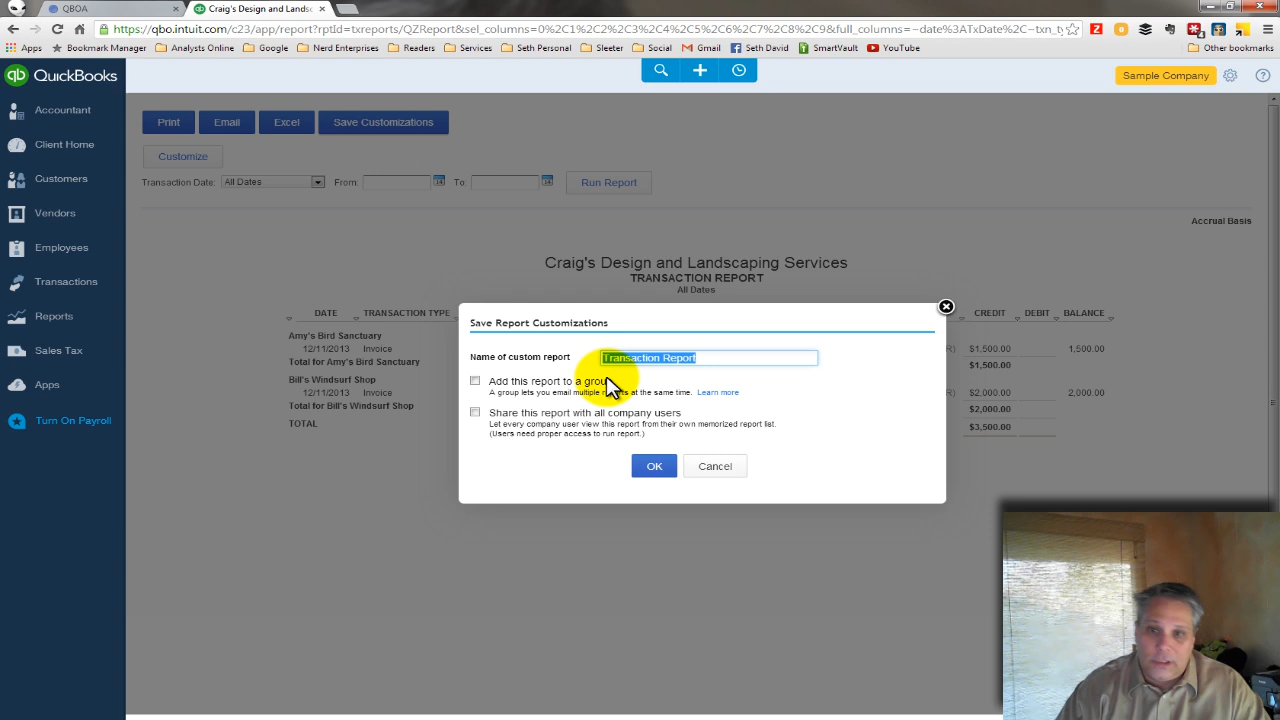 QBOA
Craig's Design and Landsc
https://qbo.intuit.com/c23/app/report?rid=txreports/QZReport&sel_columns=0%2C1%2C2%2C3%2C4%2C5%2C6%2C7%2C8%2C9&full_columns=~date%3ATxDate%2C~txn_ty
Apps Bookmark Manager Analysts Online Google Nerd Enterprises Readers Services Seth Personal Sleeter Social Gmail Seth David SmartVault YouTube Other bookmarks
qb QuickBooks
Sample Company
Accountant
Client Home
Customers
Vendors
Employees
Transactions
Reports
Sales Tax
Apps
Turn On Payroll
Print Email Excel Save Customizations
Customize
Transaction Date: All Dates From: To: Run Report
Accrual Basis
Craig's Design and Landscaping Services
TRANSACTION REPORT
All Dates
DATE TRANSACTION TYPE CREDIT DEBIT BALANCE
Amy's Bird Sanctuary
12/11/2013 Invoice R) $1,500.00 1,500.00
Total for Amy's Bird Sanctuary $1,500.00
Bill's Windsurf Shop
12/11/2013 Invoice R) $2,000.00 2,000.00
Total for Bill's Windsurf Shop $2,000.00
TOTAL $3,500.00
Save Report Customizations
Name of custom report Transaction Report
Add this report to a grou
A group lets you email multiple at the same time. Learn more
Share this report with all company users
Let every company user view this report from their own memorized report list.
(Users need proper access to run report.)
OK Cancel